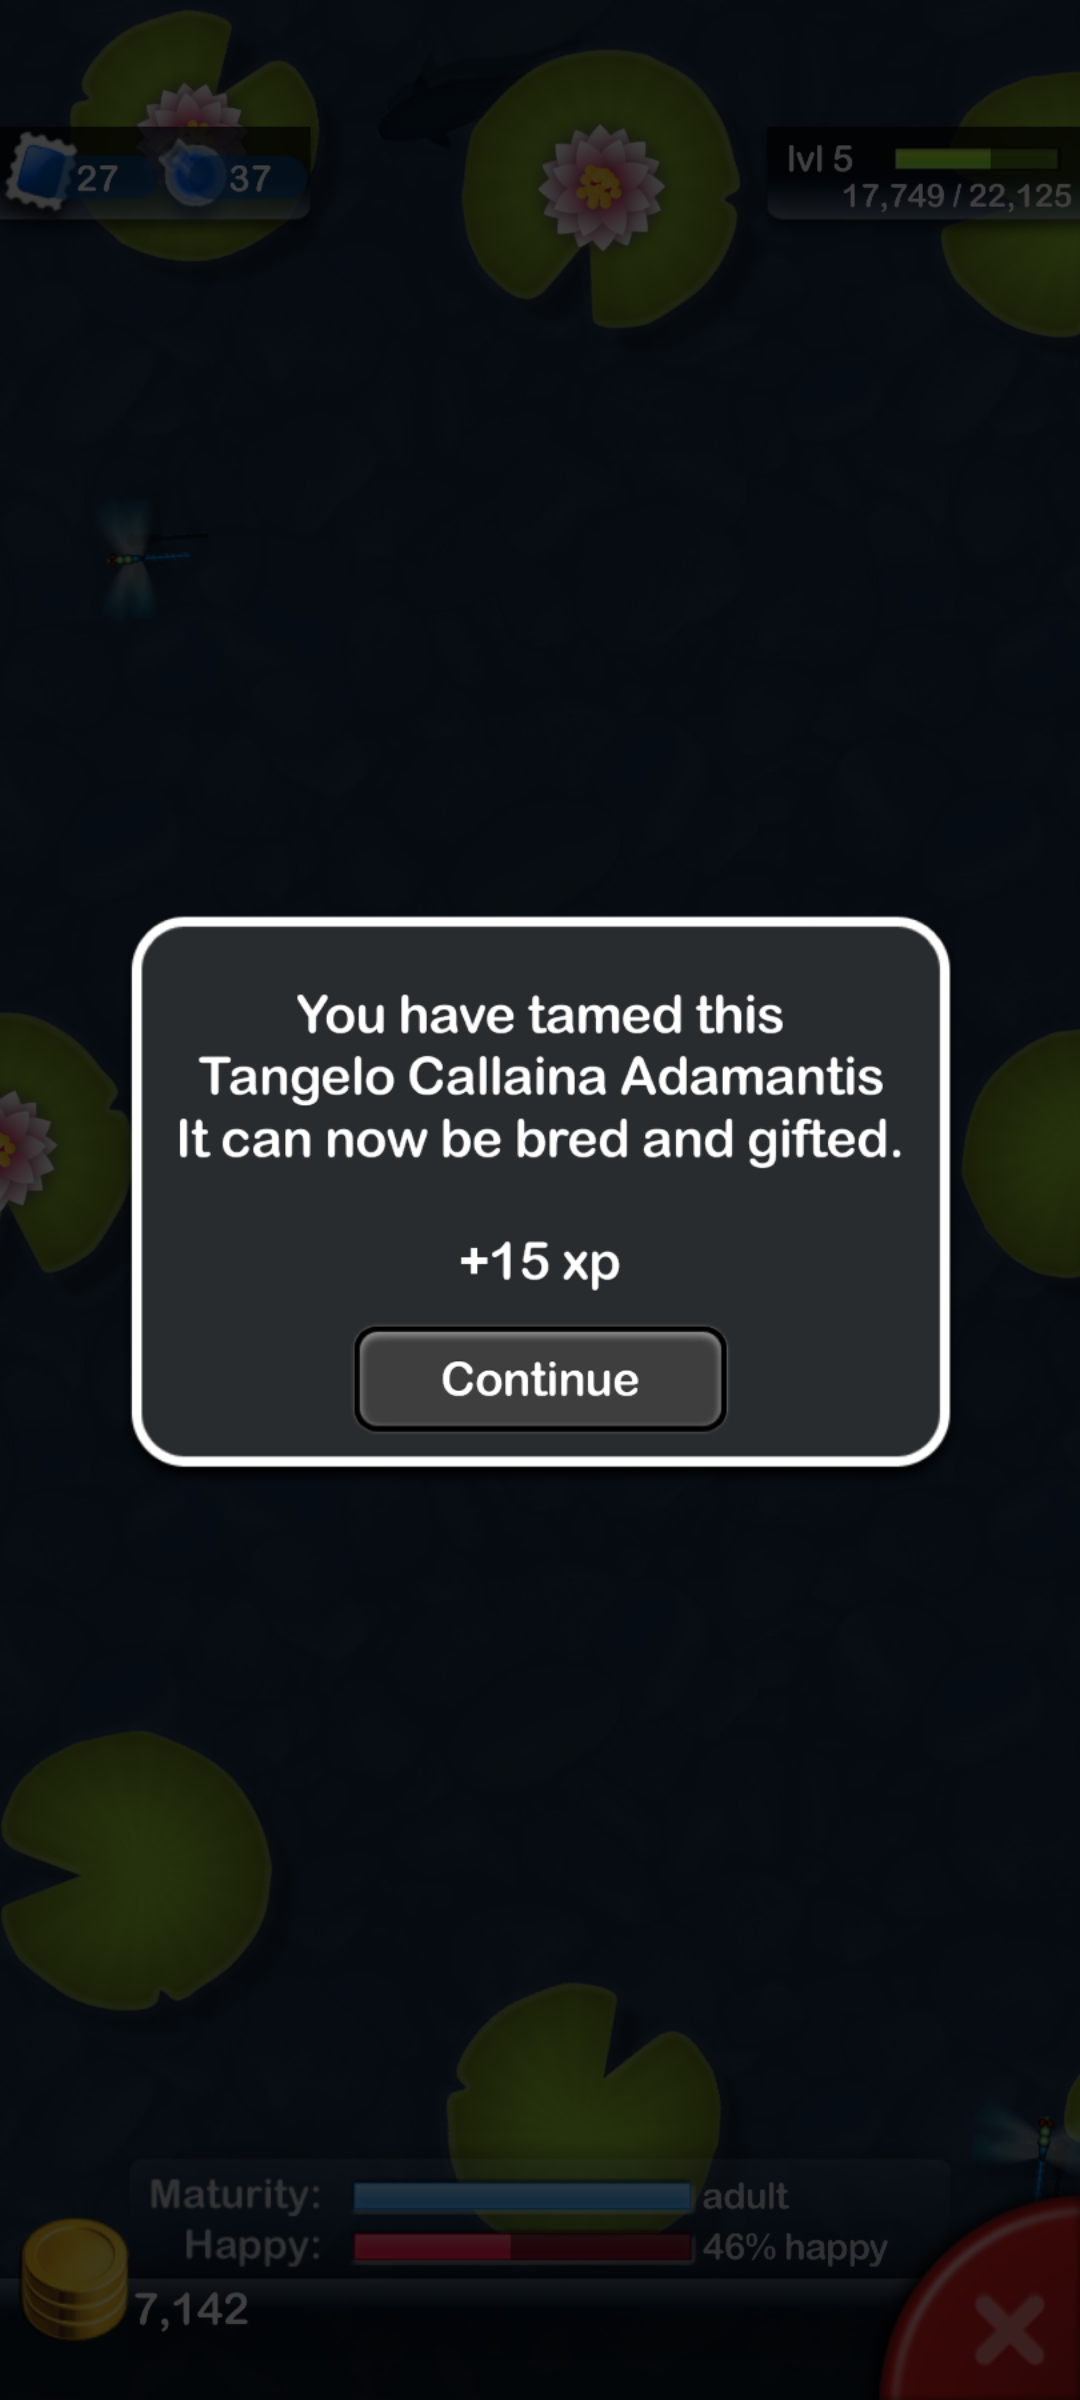 27
37
lvl 5
17,749 / 22,125
You have tamed this
Tangelo Callaina Adamantis
It can now be bred and gifted.
+15 xp
Continue
Maturity: adult
Happy: 46% happy
7,142